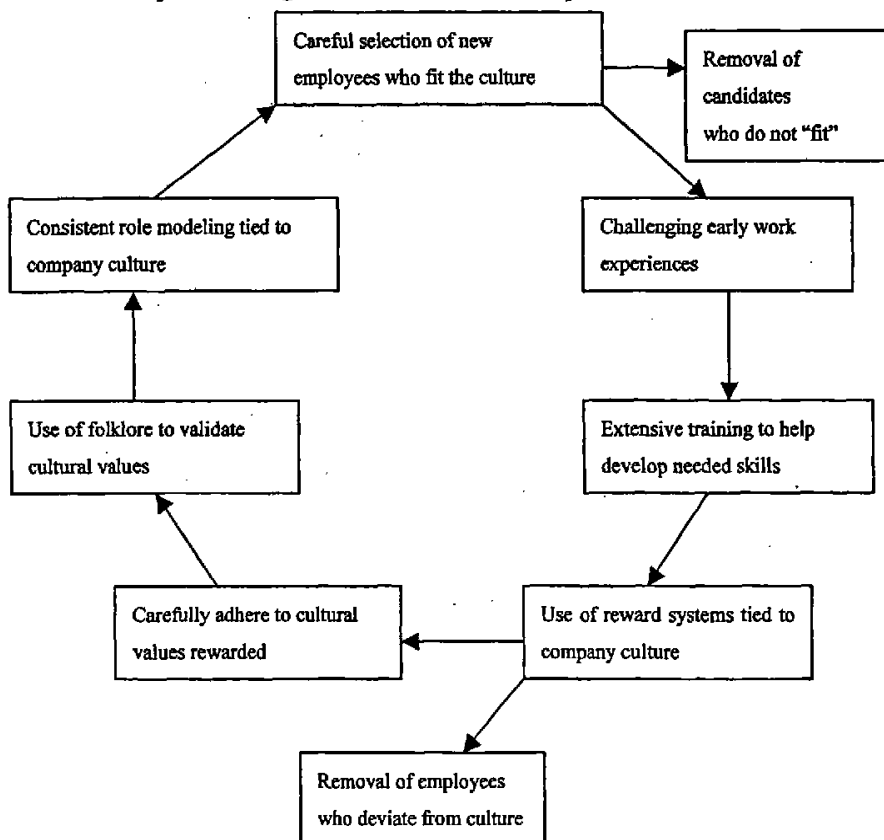 Careful selection of new
employees who fit the culture
Removal of
candidates
who do not “fit”
Challenging early work
experiences
Extensive training to help
develop needed skills
Use of reward systems tied to
company culture
Removal of employees
who deviate from culture
Carefully adhere to cultural
values rewarded
Use of folklore to validate
cultural values
Consistent role modeling tied to
company culture